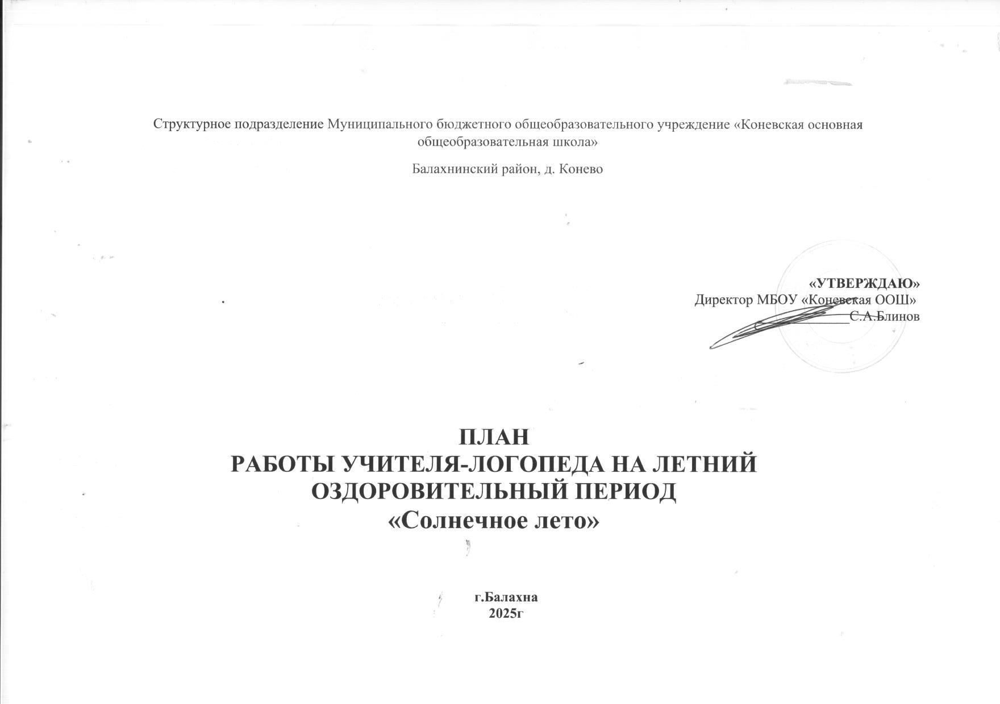 Структурное подразделение Муниципального бюджетного общеобразовательного учреждение «Коневская основная
общеобразовательная школа»
Балахнинский район, д. Конево
«УТВЕРЖДАЮ»
Директор МБОУ «Коневская ООШ»
____________С.А.Блинов
ПЛАН
РАБОТЫ УЧИТЕЛЯ-ЛОГОПЕДА НА ЛЕТНИЙ
ОЗДОРОВИТЕЛЬНЫЙ ПЕРИОД
«Солнечное лето»
г.Балахна
2025г